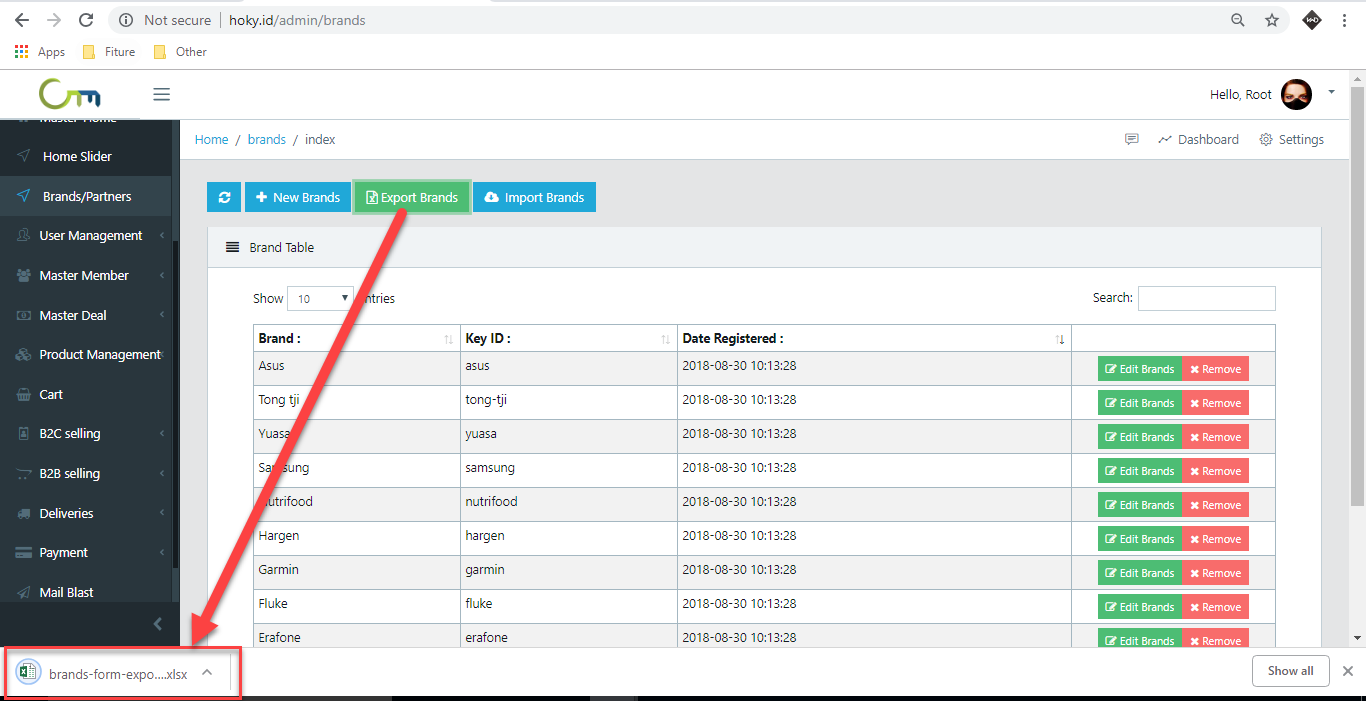 Not secure | hoky.id/admin/brands
Apps Fiture Other
Crm
Hello, Root
Master Home
Home Slider
Brands/Partners
User Management
Master Member
Master Deal
Product Management
Cart
B2C selling
B2B selling
Deliveries
Payment
Mail Blast
Home / brands / index
Dashboard Settings
New Brands Export Brands Import Brands
Brand Table
Show 10 entries Search:
Brand : Key ID : Date Registered :
Asus asus 2018-08-30 10:13:28 Edit Brands Remove
Tong tji tong-tji 2018-08-30 10:13:28 Edit Brands Remove
Yuasa yuasa 2018-08-30 10:13:28 Edit Brands Remove
Samsung samsung 2018-08-30 10:13:28 Edit Brands Remove
Nutrifood nutrifood 2018-08-30 10:13:28 Edit Brands Remove
Hargen hargen 2018-08-30 10:13:28 Edit Brands Remove
Garmin garmin 2018-08-30 10:13:28 Edit Brands Remove
Fluke fluke 2018-08-30 10:13:28 Edit Brands Remove
Erafone erafone 2018-08-30 10:13:28 Edit Brands Remove
brands-form-expo....xlsx Show all